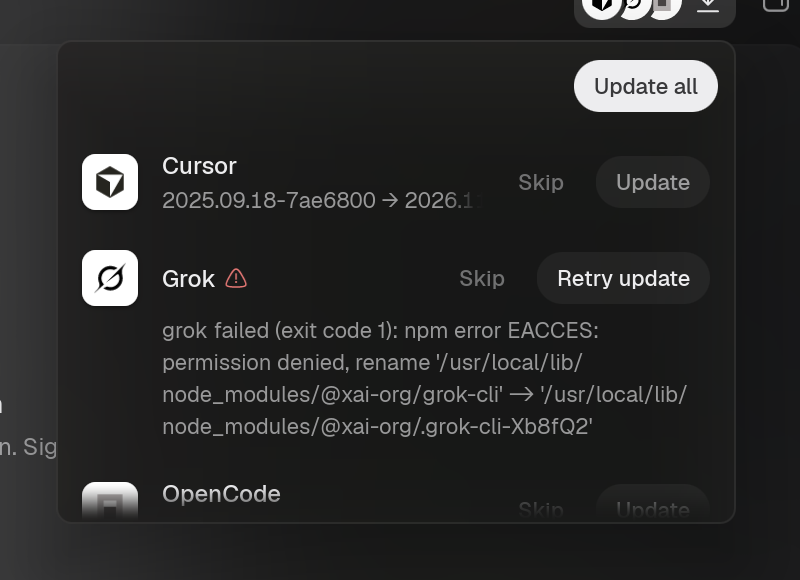 Update all
Cursor
2025.09.18-7ae6800 → 2026.1
Skip
Update
Grok
Skip
Retry update
grok failed (exit code 1): npm error EACCES:
permission denied, rename '/usr/local/lib/
node_modules/@xai-org/grok-cli' -> '/usr/local/lib/
node_modules/@xai-org/.grok-cli-Xb8fQ2'
n. Sig
OpenCode
Skip
Update